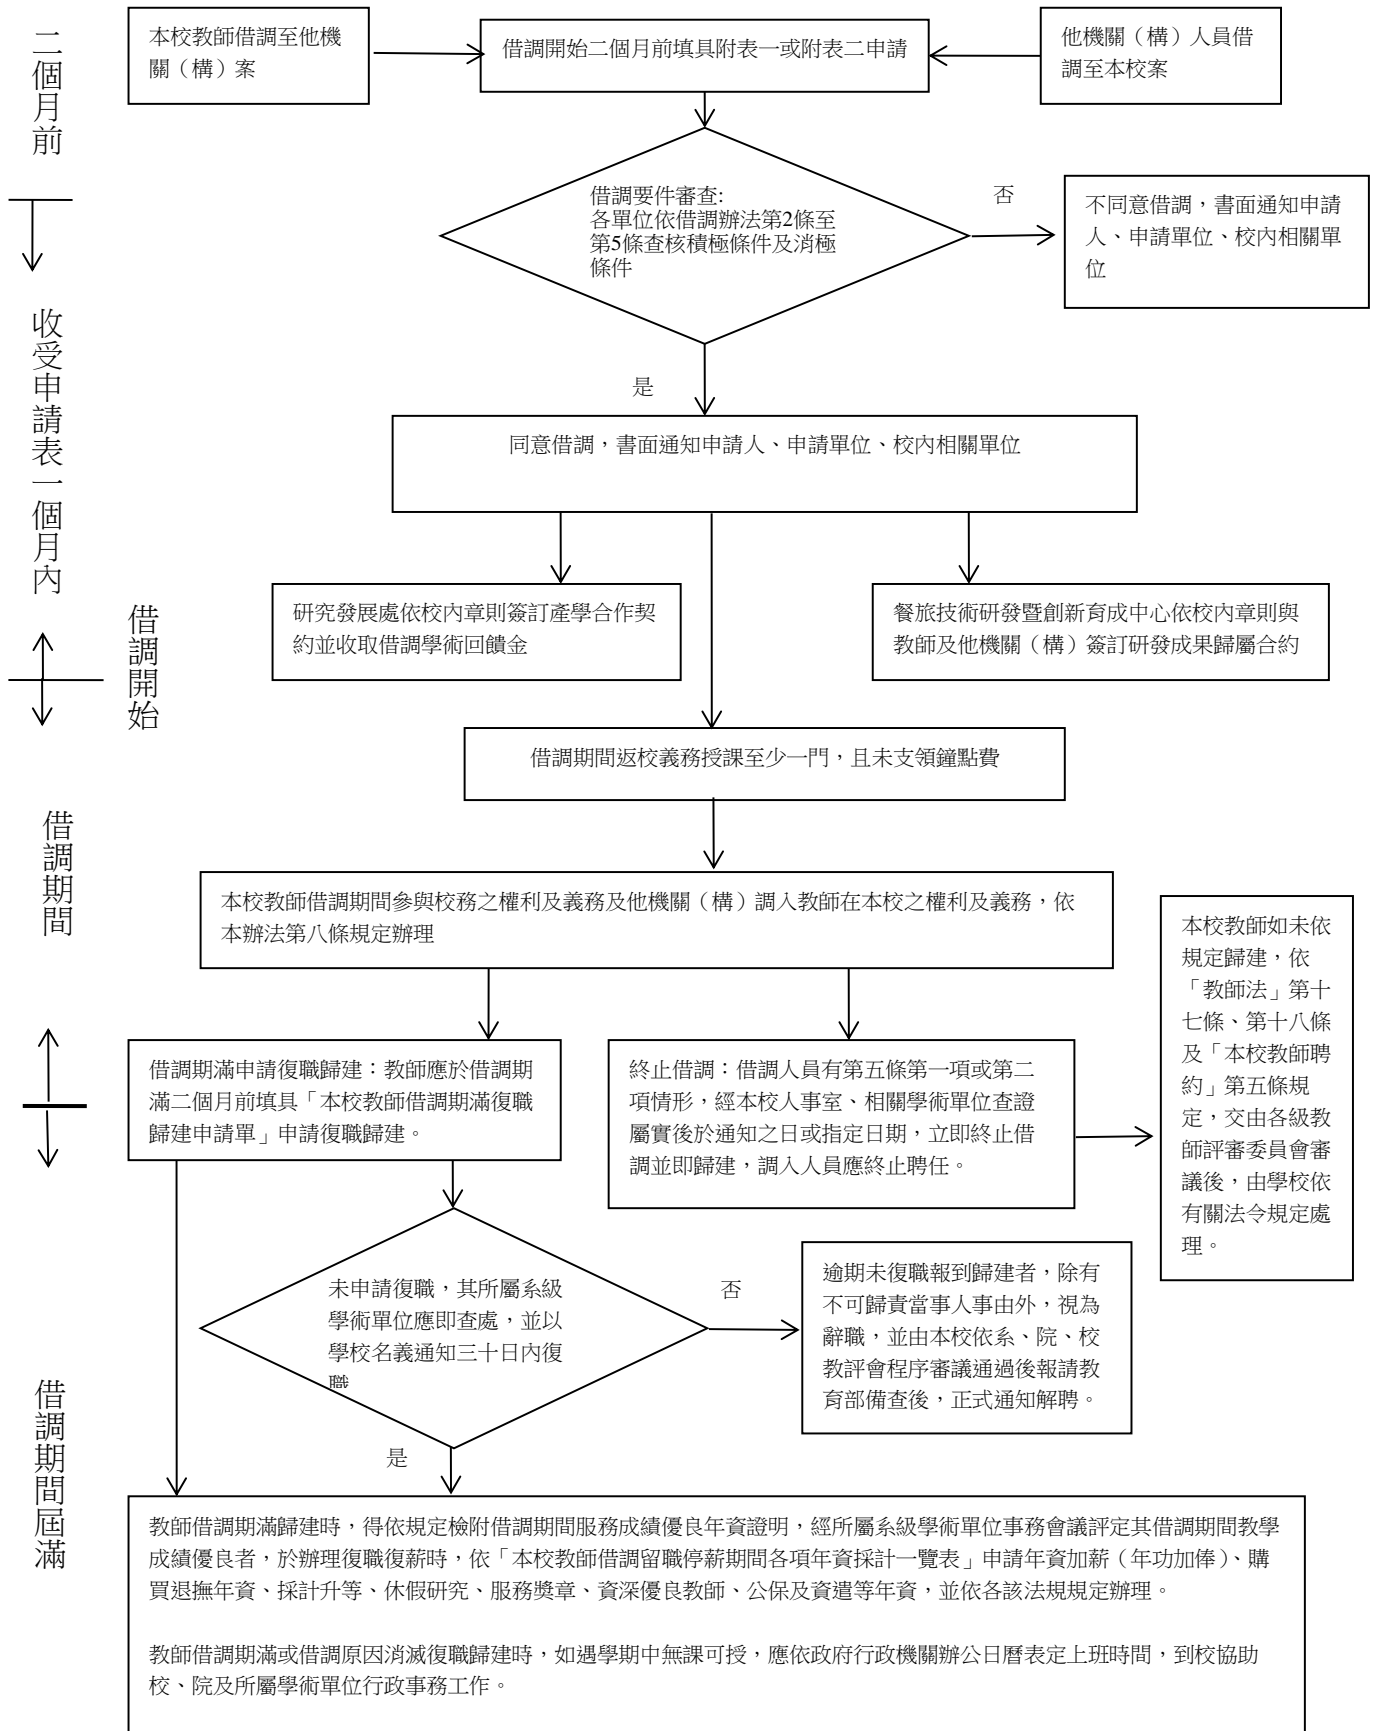 二個月前
本校教師借調至他機
關（構）案
借調開始二個月前填具附表一或附表二申請
他機關（構）人員借
調至本校案
借調要件審查:
各單位依借調辦法第2條至
第5條查核積極條件及消極
條件
否
不同意借調，書面通知申請
人、申請單位、校內相關單
位
收受申請表一個月內
是
同意借調，書面通知申請人、申請單位、校內相關單位
研究發展處依校內章則簽訂產學合作契
約並收取借調學術回饋金
餐旅技術研發暨創新育成中心依校內章則與
教師及他機關（構）簽訂研發成果歸屬合約
借調開始
借調期間返校義務授課至少一門，且未支領鐘點費
借調期間
本校教師借調期間參與校務之權利及義務及他機關（構）調入教師在本校之權利及義務，依
本辦法第八條規定辦理
本校教師如未依
規定歸建，依
「教師法」第十
七條、第十八條
及「本校教師聘
約」第五條規
定，交由各級教
師評審委員會審
議後，由學校依
有關法令規定處
理。
借調期滿申請復職歸建：教師應於借調期
滿二個月前填具「本校教師借調期滿復職
歸建申請單」申請復職歸建。
終止借調：借調人員有第五條第一項或第二
項情形，經本校人事室、相關學術單位查證
屬實後於通知之日或指定日期，立即終止借
調並即歸建，調入人員應終止聘任。
未申請復職，其所屬系級
學術單位應即查處，並以
學校名義通知三十日內復
職
否
逾期未復職報到歸建者，除有
不可歸責當事人事由外，視為
辭職，並由本校依系、院、校
教評會程序審議通過後報請教
育部備查後，正式通知解聘。
是
借調期間屆滿
教師借調期滿歸建時，得依規定檢附借調期間服務成績優良年資證明，經所屬系級學術單位事務會議評定其借調期間教學
成績優良者，於辦理復職復薪時，依「本校教師借調留職停薪期間各項年資採計一覽表」申請年資加薪（年功加俸）、購
買退撫年資、採計升等、休假研究、服務獎章、資深優良教師、公保及資遣等年資，並依各該法規規定辦理。
教師借調期滿或借調原因消滅復職歸建時，如遇學期中無課可授，應依政府行政機關辦公日曆表定上班時間，到校協助
校、院及所屬學術單位行政事務工作。